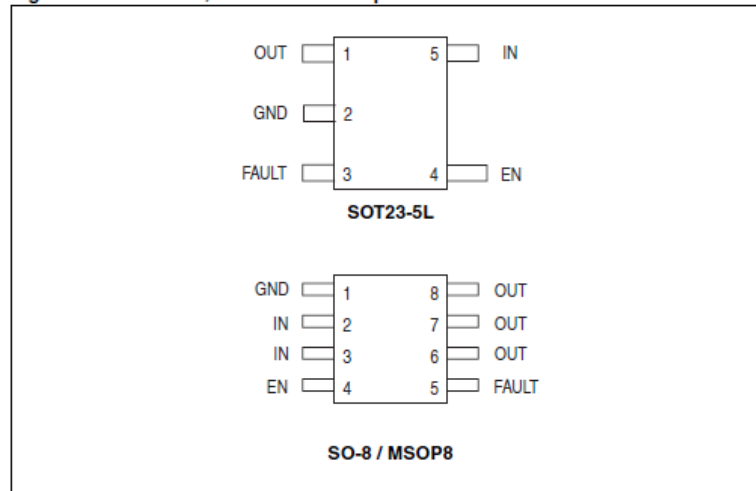 OUT 1 5 IN
GND 2
FAULT 3 4 EN
SOT23-5L
GND 1 8 OUT
IN 2 7 OUT
IN 3 6 OUT
EN 4 5 FAULT
SO-8 / MSOP8